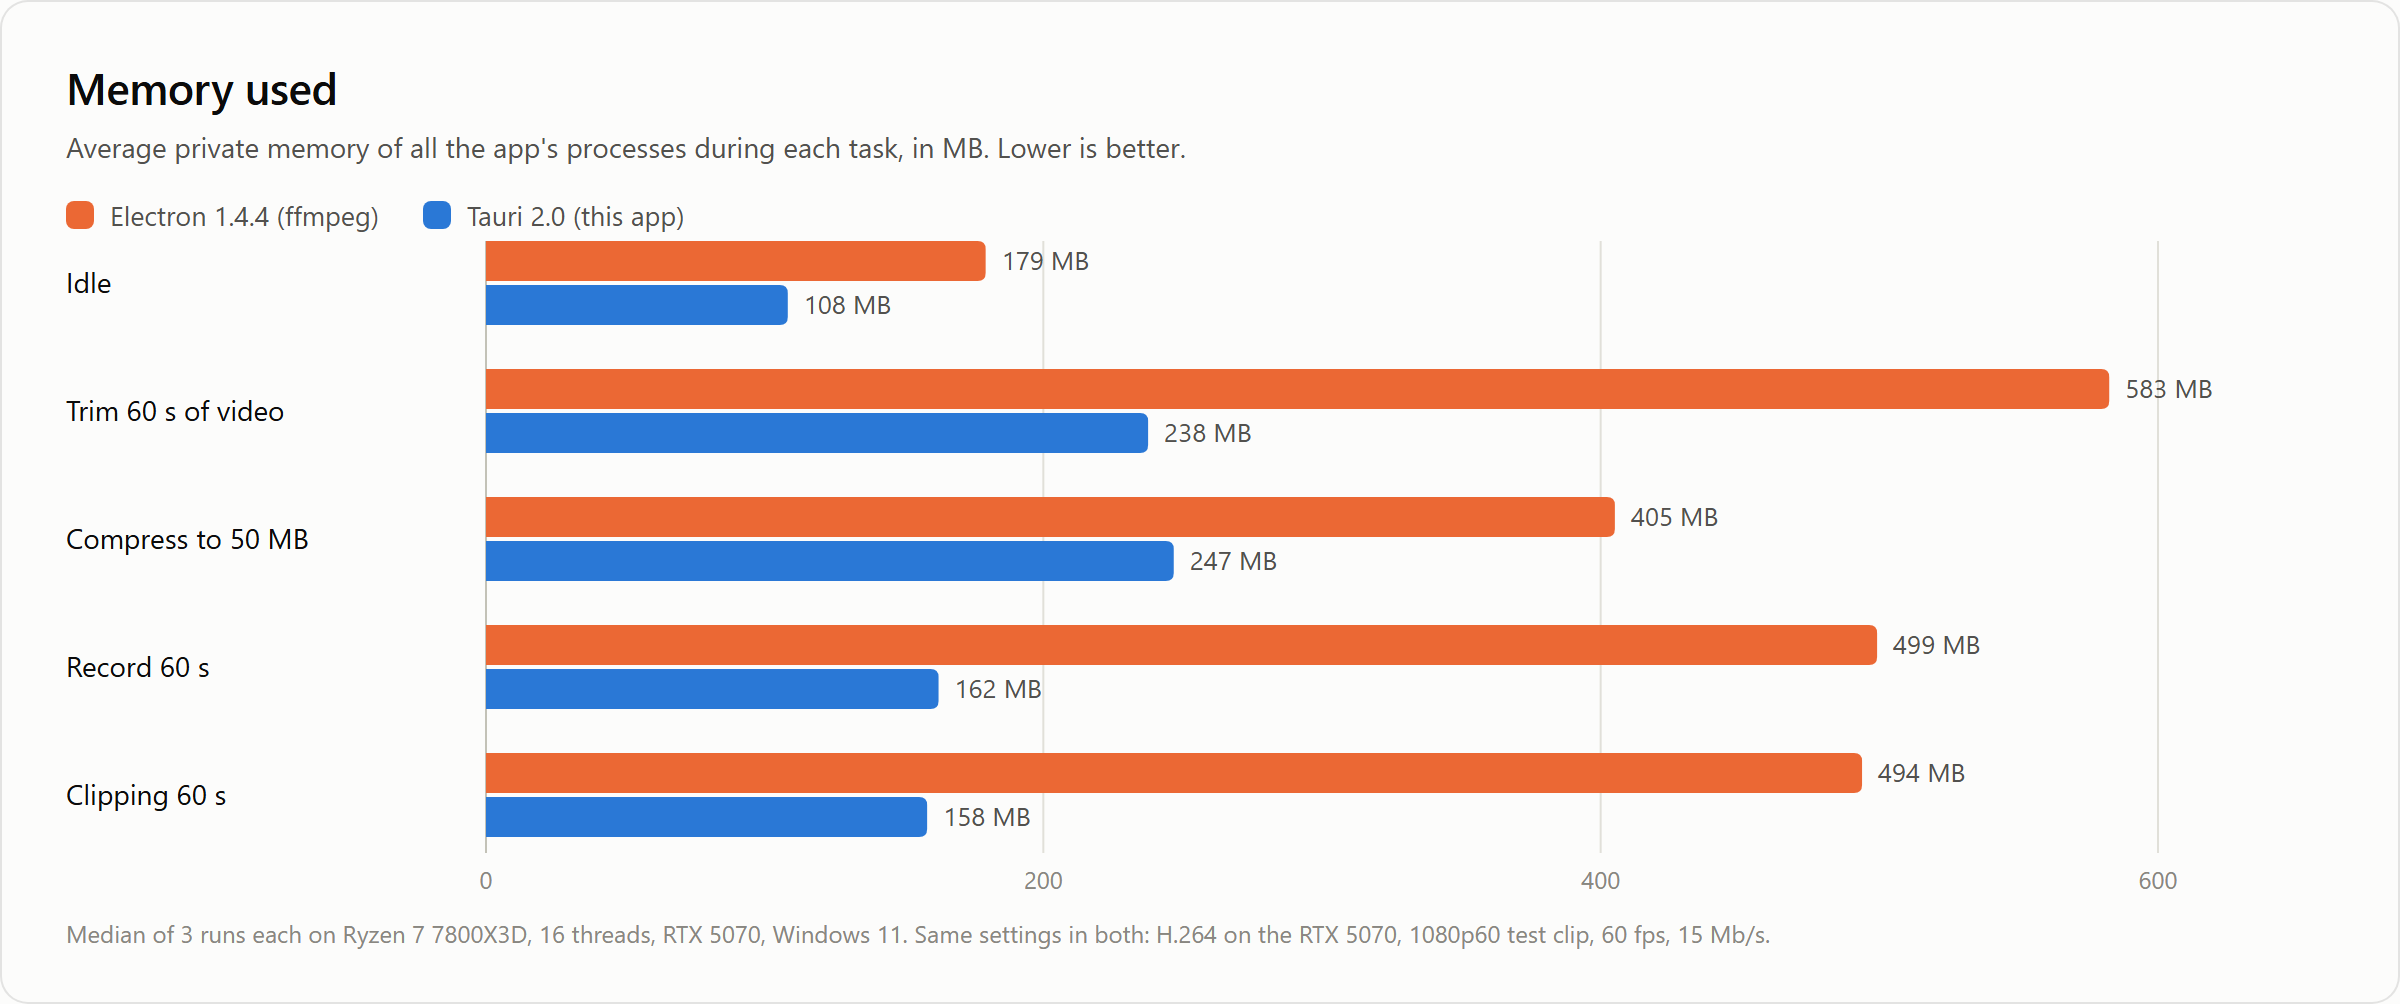 Memory used
Average private memory of all the app's processes during each task, in MB. Lower is better.
Electron 1.4.4 (ffmpeg) Tauri 2.0 (this app)
Idle
179 MB
108 MB
Trim 60 s of video
583 MB
238 MB
Compress to 50 MB
405 MB
247 MB
Record 60 s
499 MB
162 MB
Clipping 60 s
494 MB
158 MB
0 200 400 600
Median of 3 runs each on Ryzen 7 7800X3D, 16 threads, RTX 5070, Windows 11. Same settings in both: H.264 on the RTX 5070, 1080p60 test clip, 60 fps, 15 Mb/s.